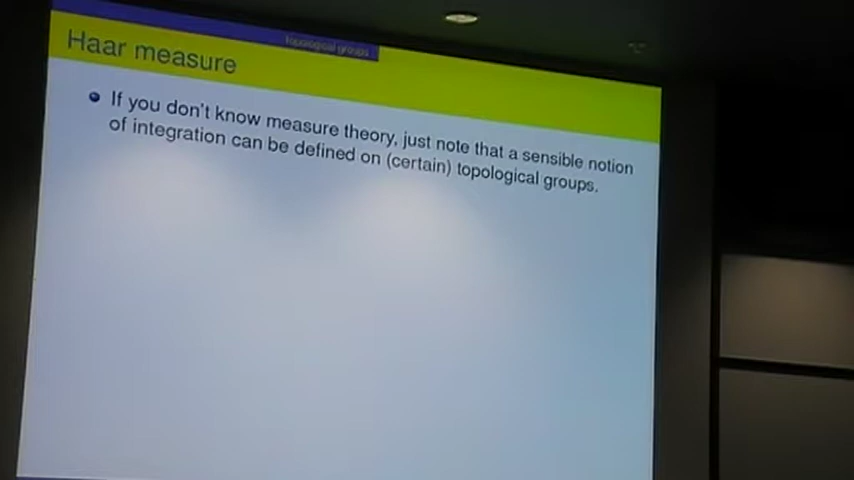 topological groups
Haar measure
If you don't know measure theory, just note that a sensible notion
of integration can be defined on (certain) topological groups.